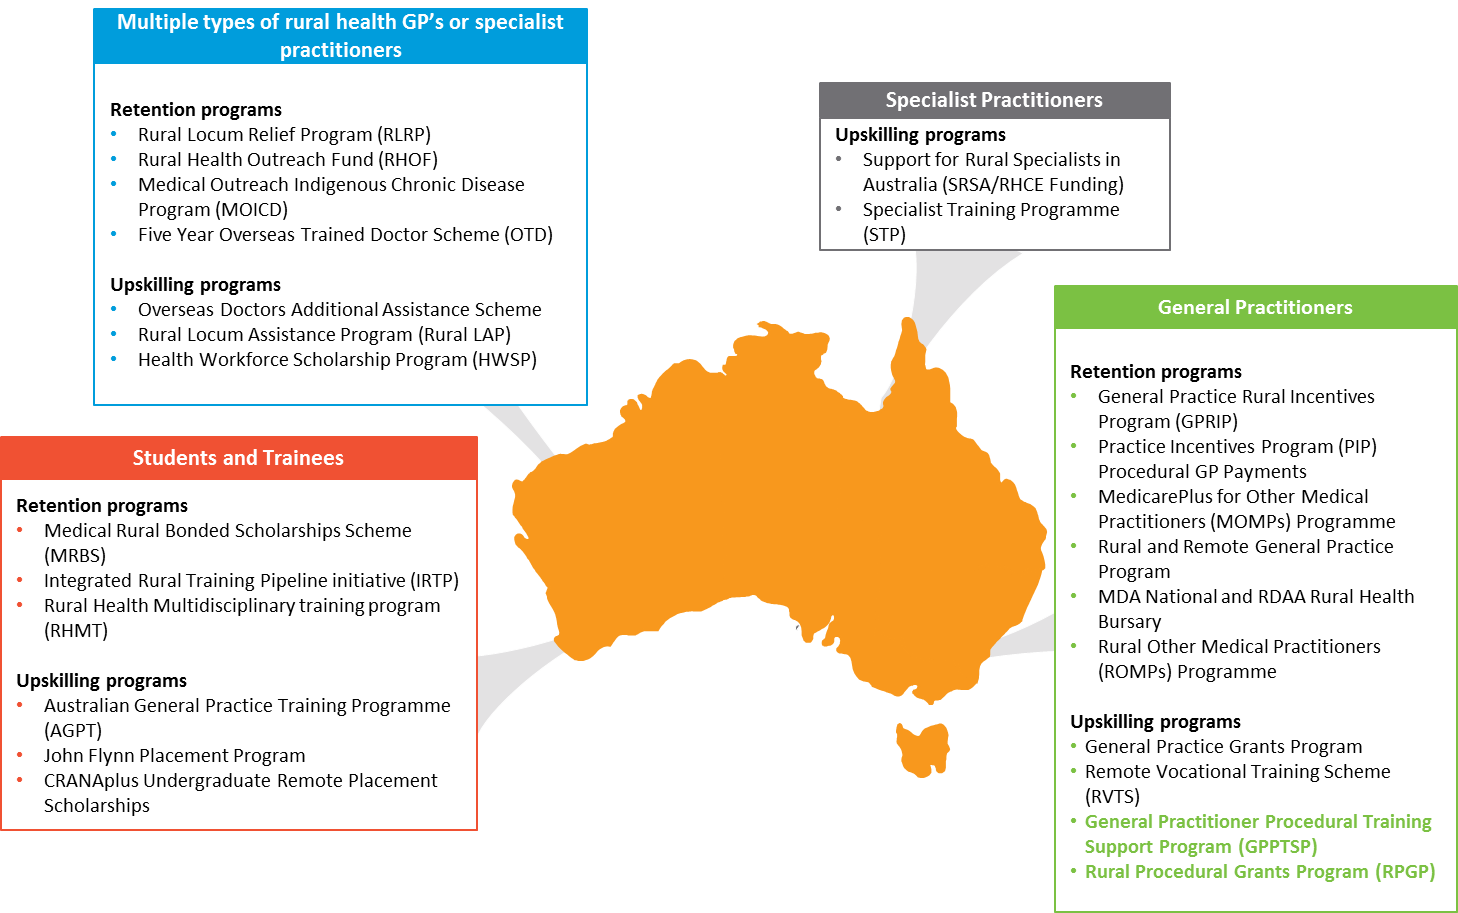 Multiple types of rural health GP's or specialist
practitioners
Retention programs
• Rural Locum Relief Program (RLRP)
• Rural Health Outreach Fund (RHOF)
• Medical Outreach Indigenous Chronic Disease
Program (MOICD)
• Five Year Overseas Trained Doctor Scheme (OTD)
Upskilling programs
• Overseas Doctors Additional Assistance Scheme
• Rural Locum Assistance Program (Rural LAP)
• Health Workforce Scholarship Program (HWSP)
Specialist Practitioners
Upskilling programs
• Support for Rural Specialists in
Australia (SRSA/RHCE Funding)
• Specialist Training Programme
(STP)
Students and Trainees
Retention programs
• Medical Rural Bonded Scholarships Scheme
(MRBS)
• Integrated Rural Training Pipeline initiative (IRTP)
• Rural Health Multidisciplinary training program
(RHMT)
Upskilling programs
• Australian General Practice Training Programme
(AGPT)
• John Flynn Placement Program
• CRANAplus Undergraduate Remote Placement
Scholarships
General Practitioners
Retention programs
• General Practice Rural Incentives
Program (GPRIP)
• Practice Incentives Program (PIP)
Procedural GP Payments
• MedicarePlus for Other Medical
Practitioners (MOMPs) Programme
• Rural and Remote General Practice
Program
• MDA National and RDAA Rural Health
Bursary
• Rural Other Medical Practitioners
(ROMPs) Programme
Upskilling programs
• General Practice Grants Program
• Remote Vocational Training Scheme
(RVTS)
• General Practitioner Procedural Training
Support Program (GPPTSP)
• Rural Procedural Grants Program (RPGP)